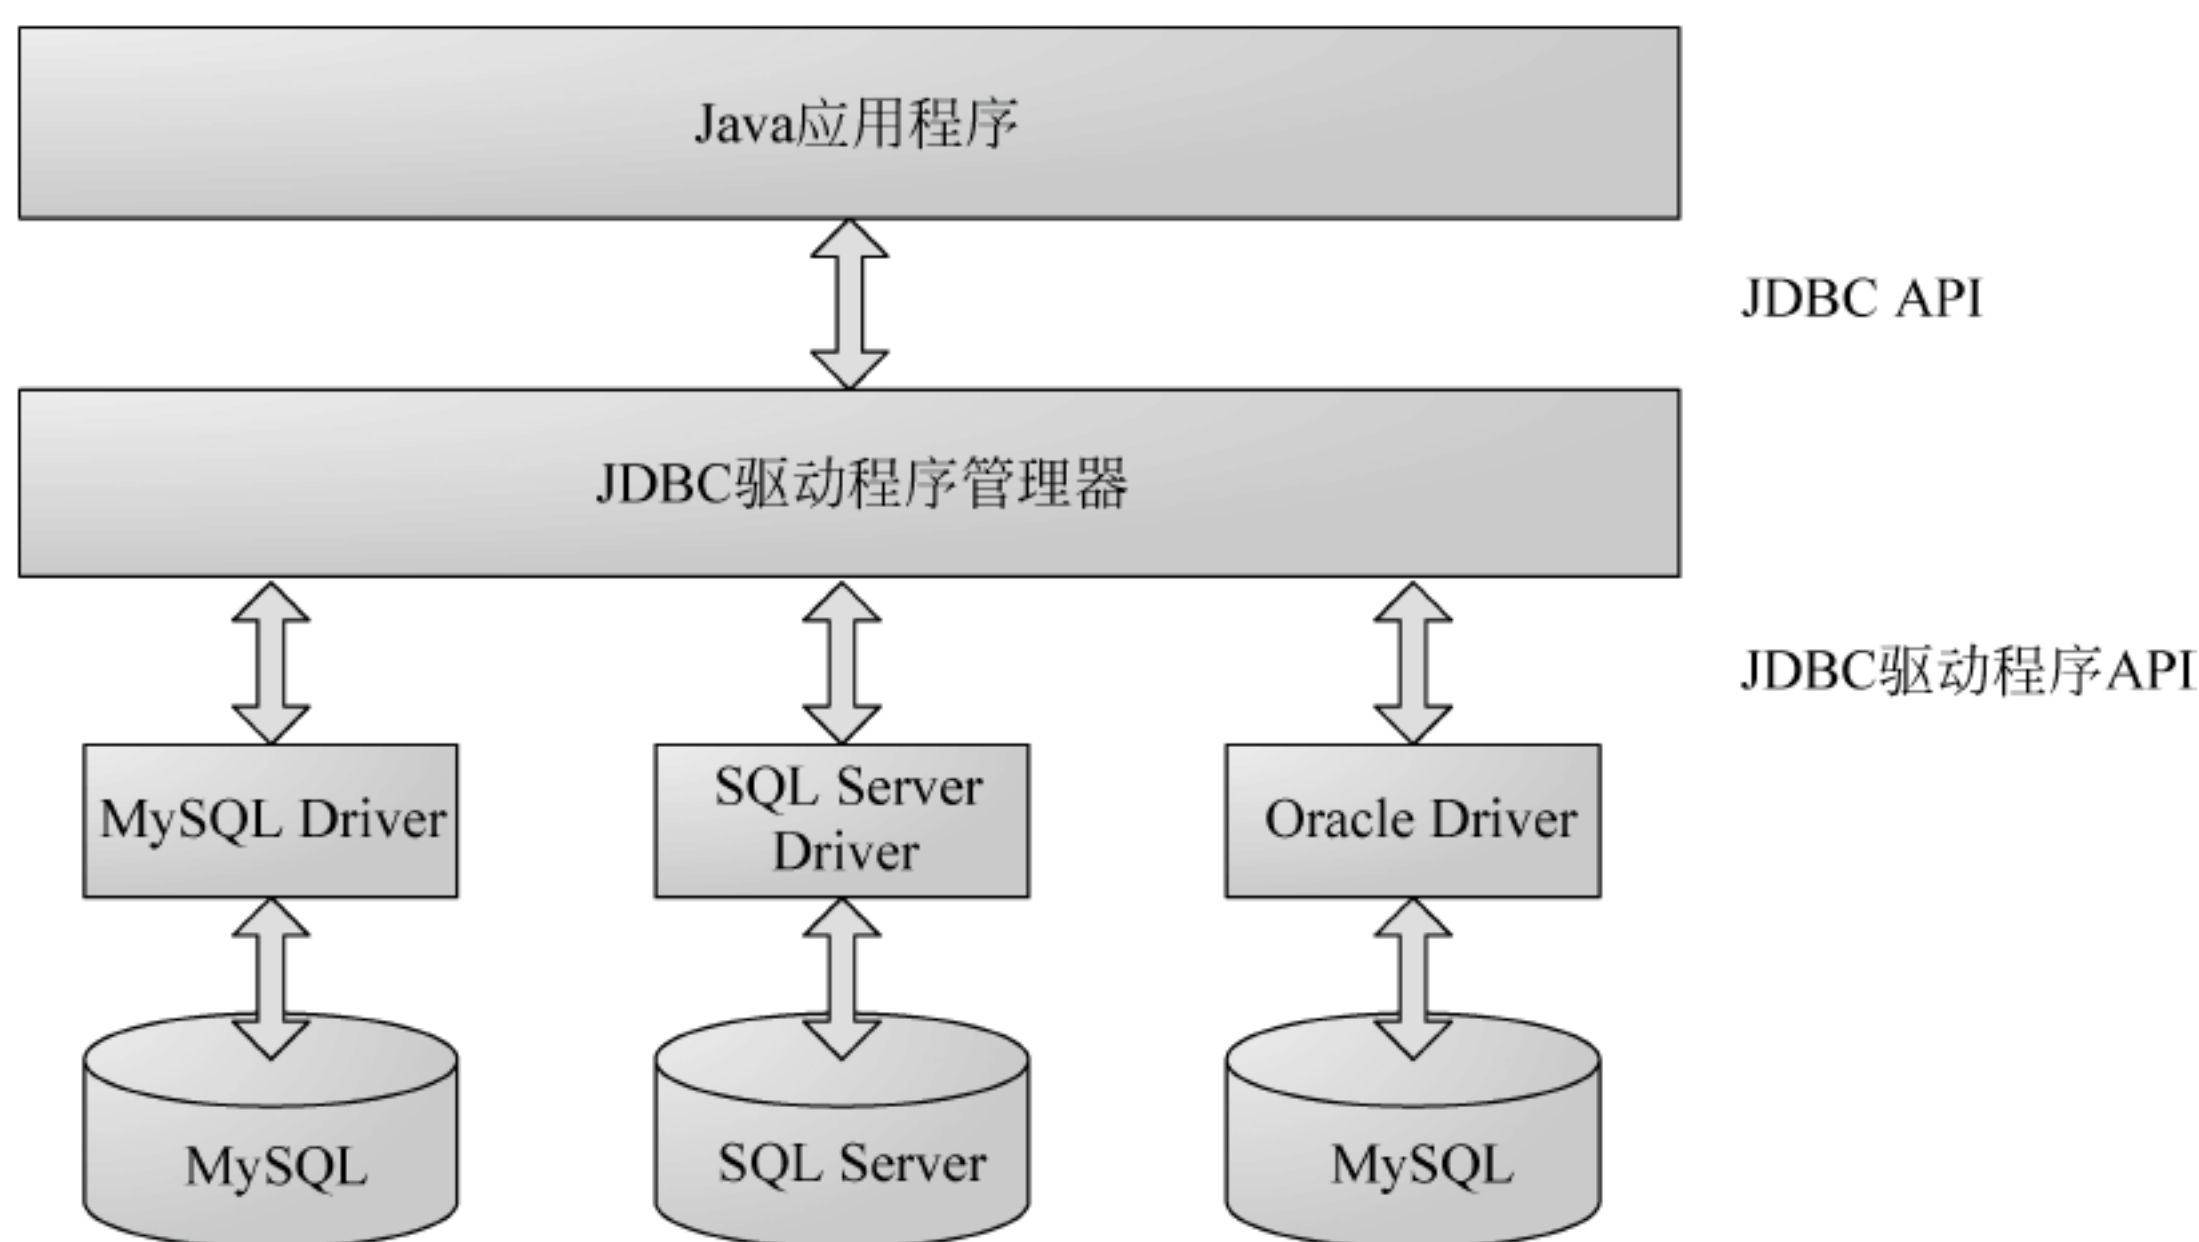 Java应用程序
JDBC API
JDBC驱动程序管理器
JDBC驱动程序API
MySQL Driver
SQL Server
Driver
Oracle Driver
MySQL
SQL Server
MySQL